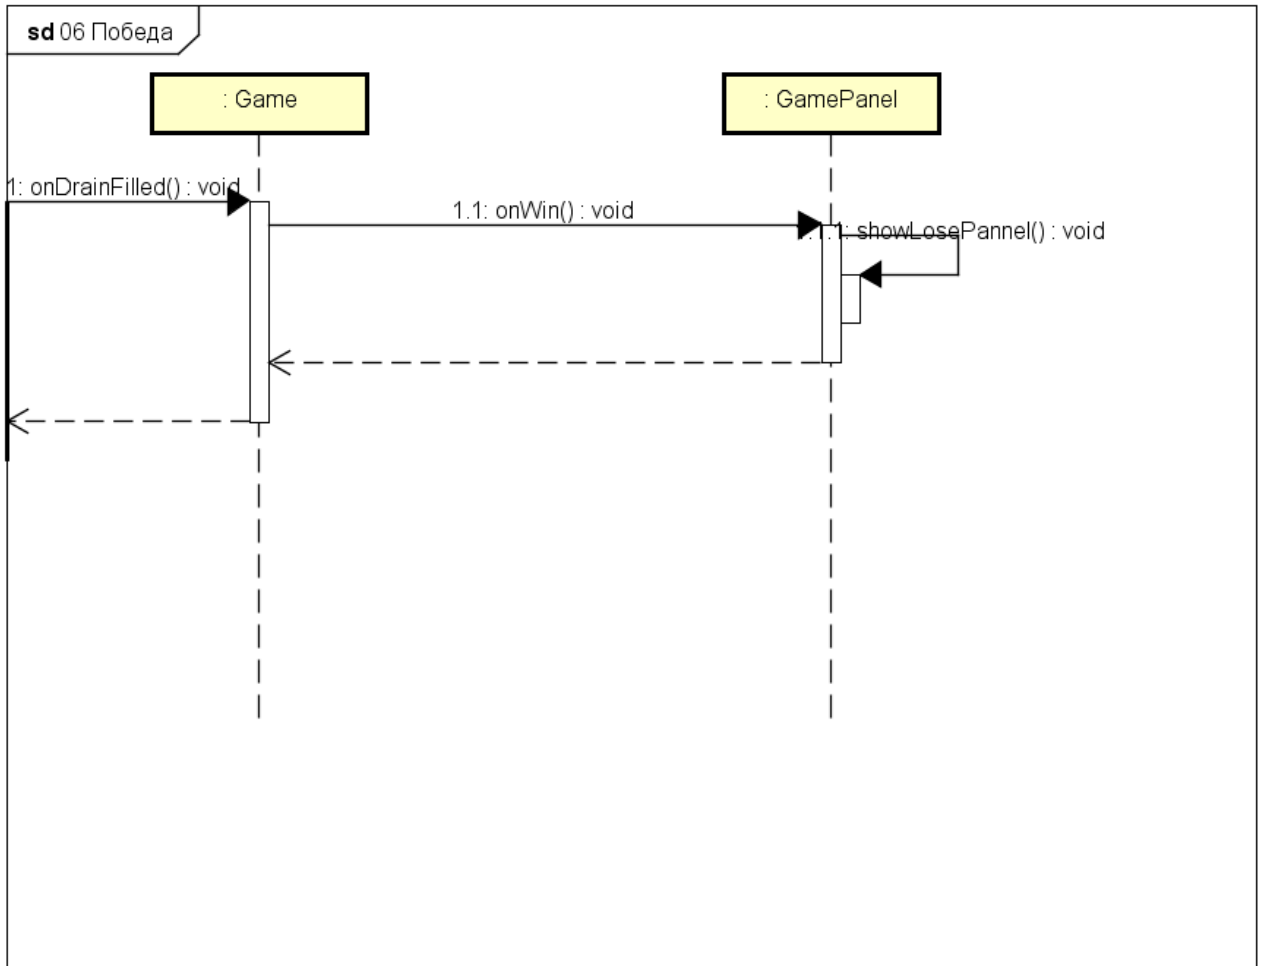 sd 06 Победа
: Game
: GamePanel
1: onDrainFilled() : void
1.1: onWin() : void
1.1.1: showLosePannel() : void